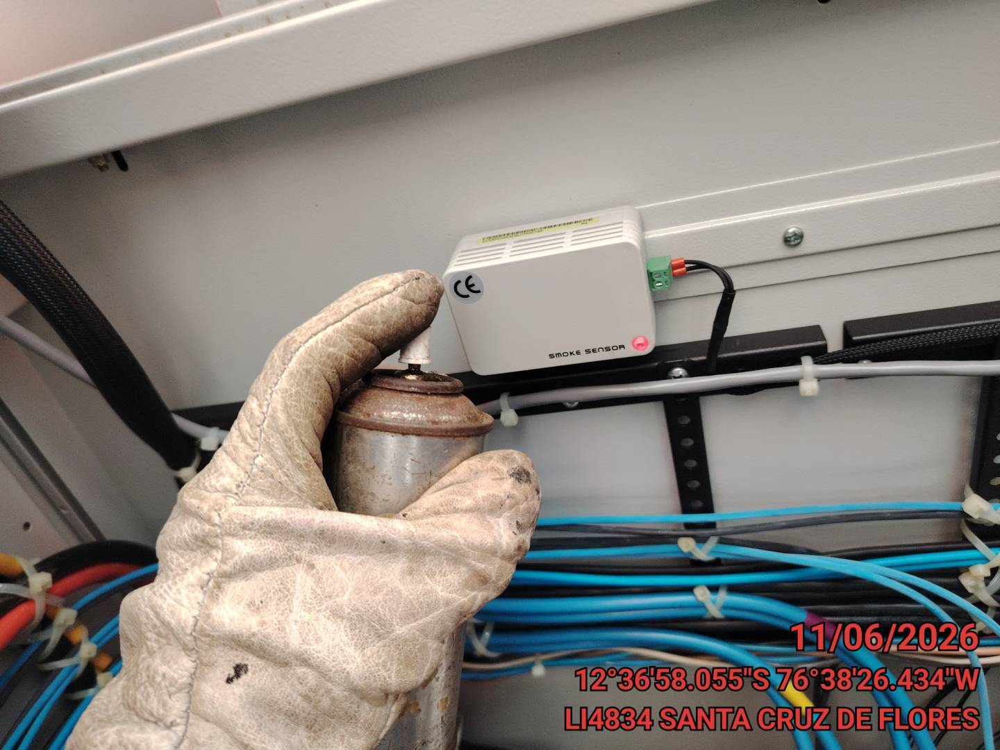 CE
SMOKE SENSOR
11/06/2026
12°36'58.055"S 76°38'26.434"W
LI4834 SANTA CRUZ DE FLORES